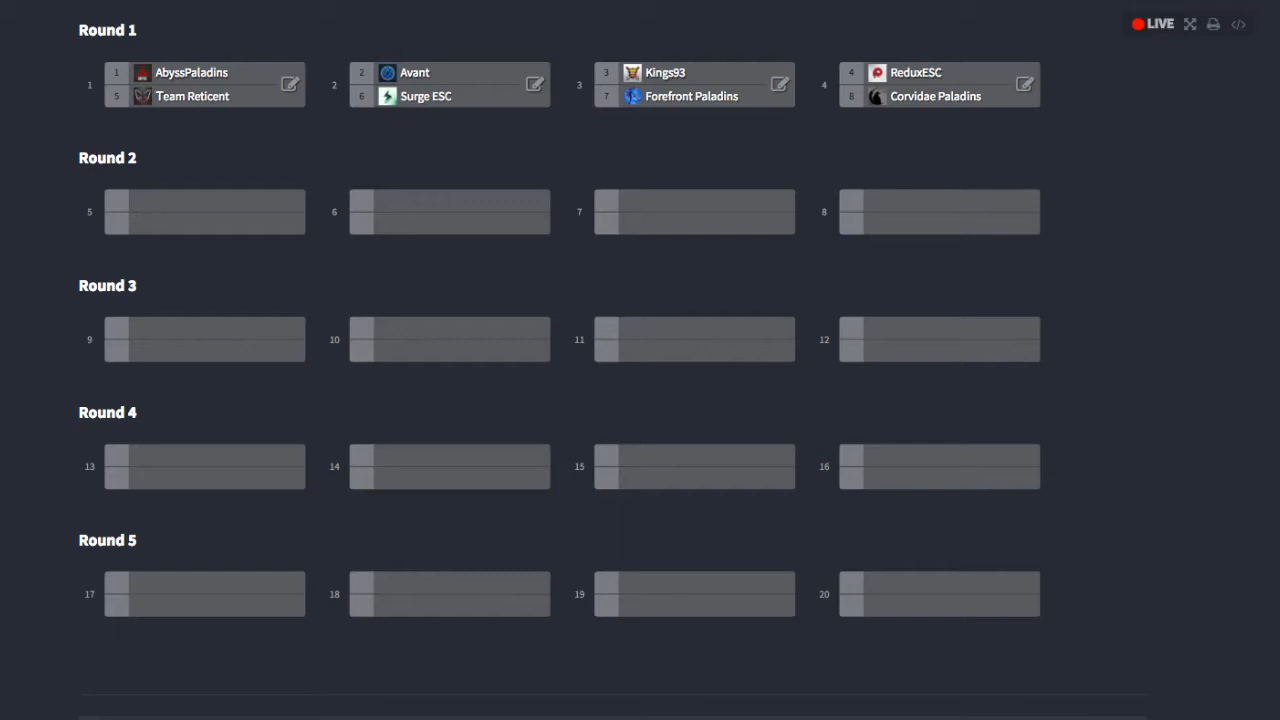 Round 1
LIVE
1
1 AbyssPaladins
5 Team Reticent
2
2 Avant
6 Surge ESC
3
3 Kings93
7 Forefront Paladins
4
4 ReduxESC
8 Corvidae Paladins
Round 2
5 6 7 8
Round 3
9 10 11 12
Round 4
13 14 15 16
Round 5
17 18 19 20